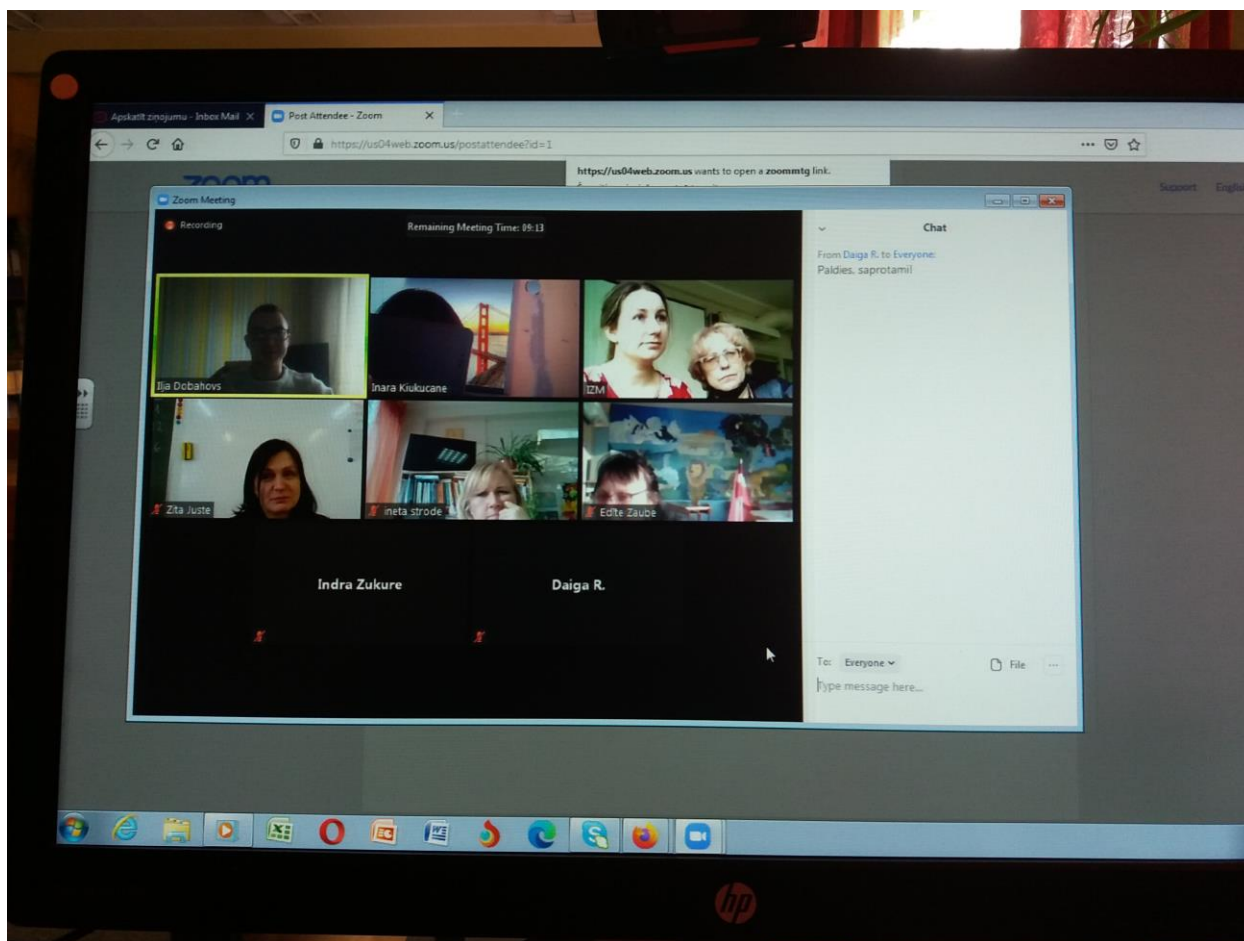 Apskatīt ziņojumu - Inbox Mail
Post Attendee - Zoom
https://us04web.zoom.us/postattendee?id=1
https://us04web.zoom.us wants to open a zoommtg link.
zoom
Support
Zoom Meeting
Recording
Remaining Meeting Time: 09:13
Chat
From Daiga R. to Everyone:
Paldies, saprotami!
Ilja Dobahovs
Inara Kiukucane
IZM
Zita Juste
ineta strode
Edite Zaube
Indra Zukure
Daiga R.
To: Everyone
File
Type message here...
hp